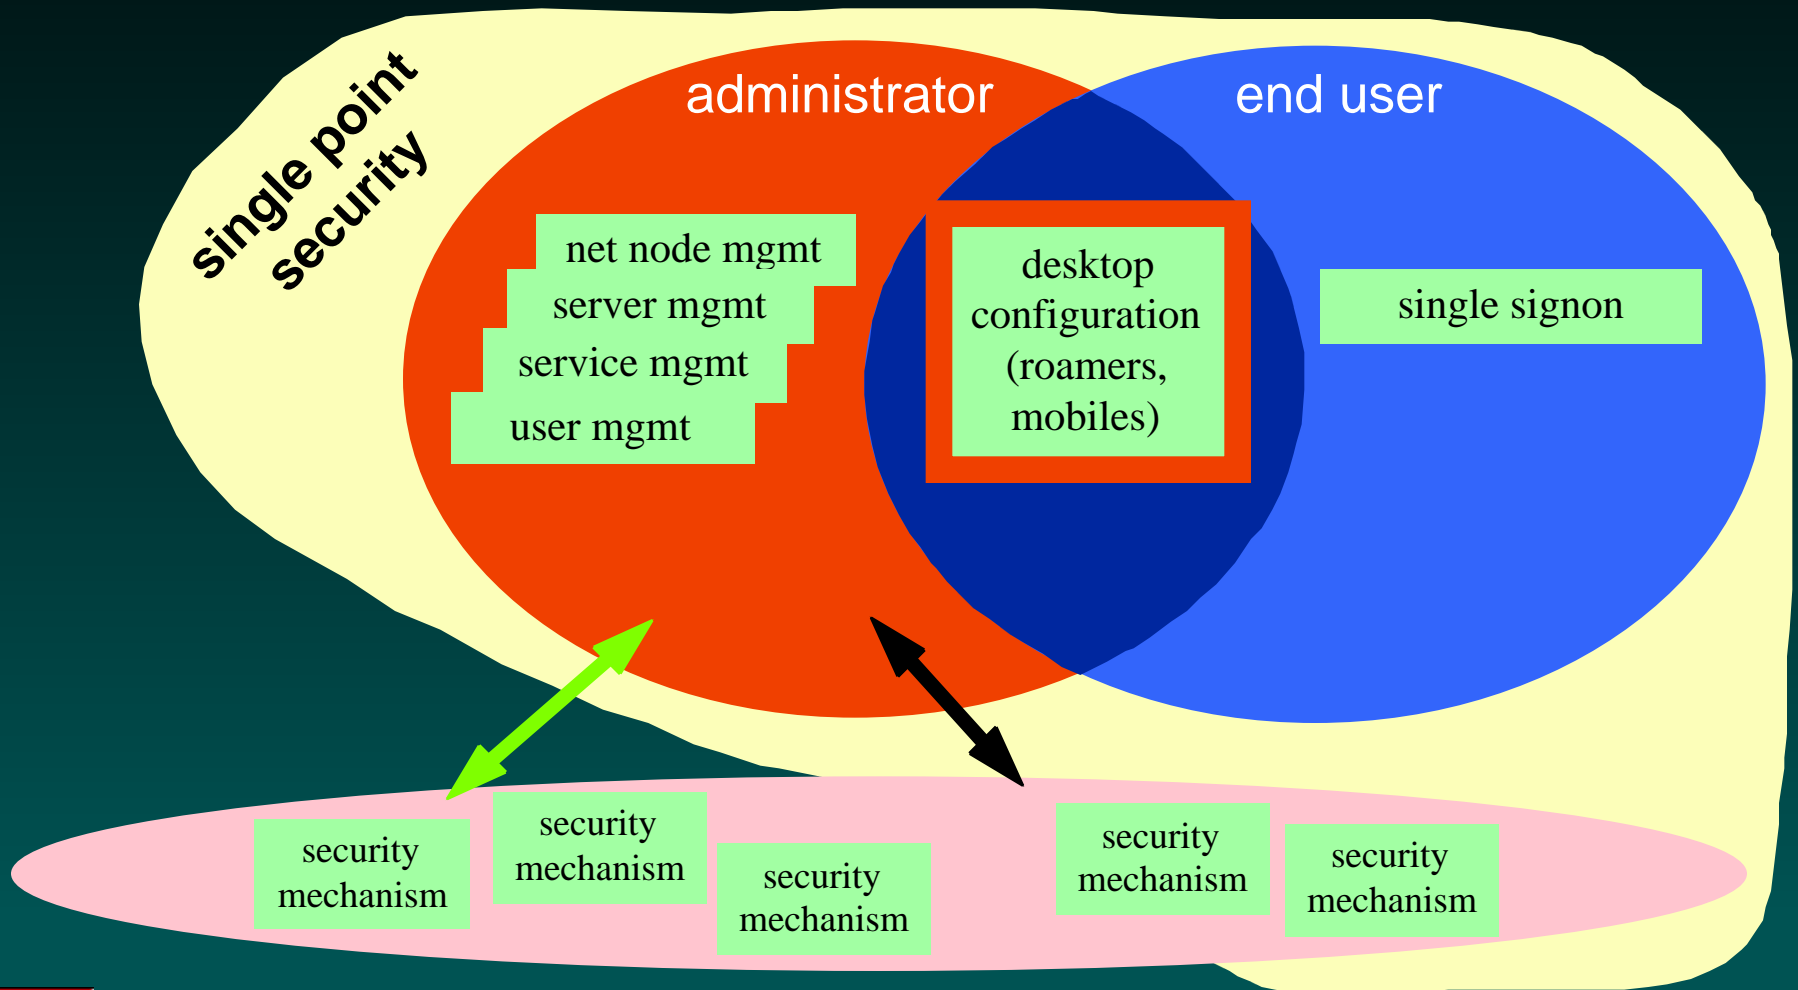 single point
security
administrator
end user
net node mgmt
server mgmt
service mgmt
user mgmt
desktop
configuration
(roamers,
mobiles)
single signon
security
mechanism
security
mechanism
security
mechanism
security
mechanism
security
mechanism